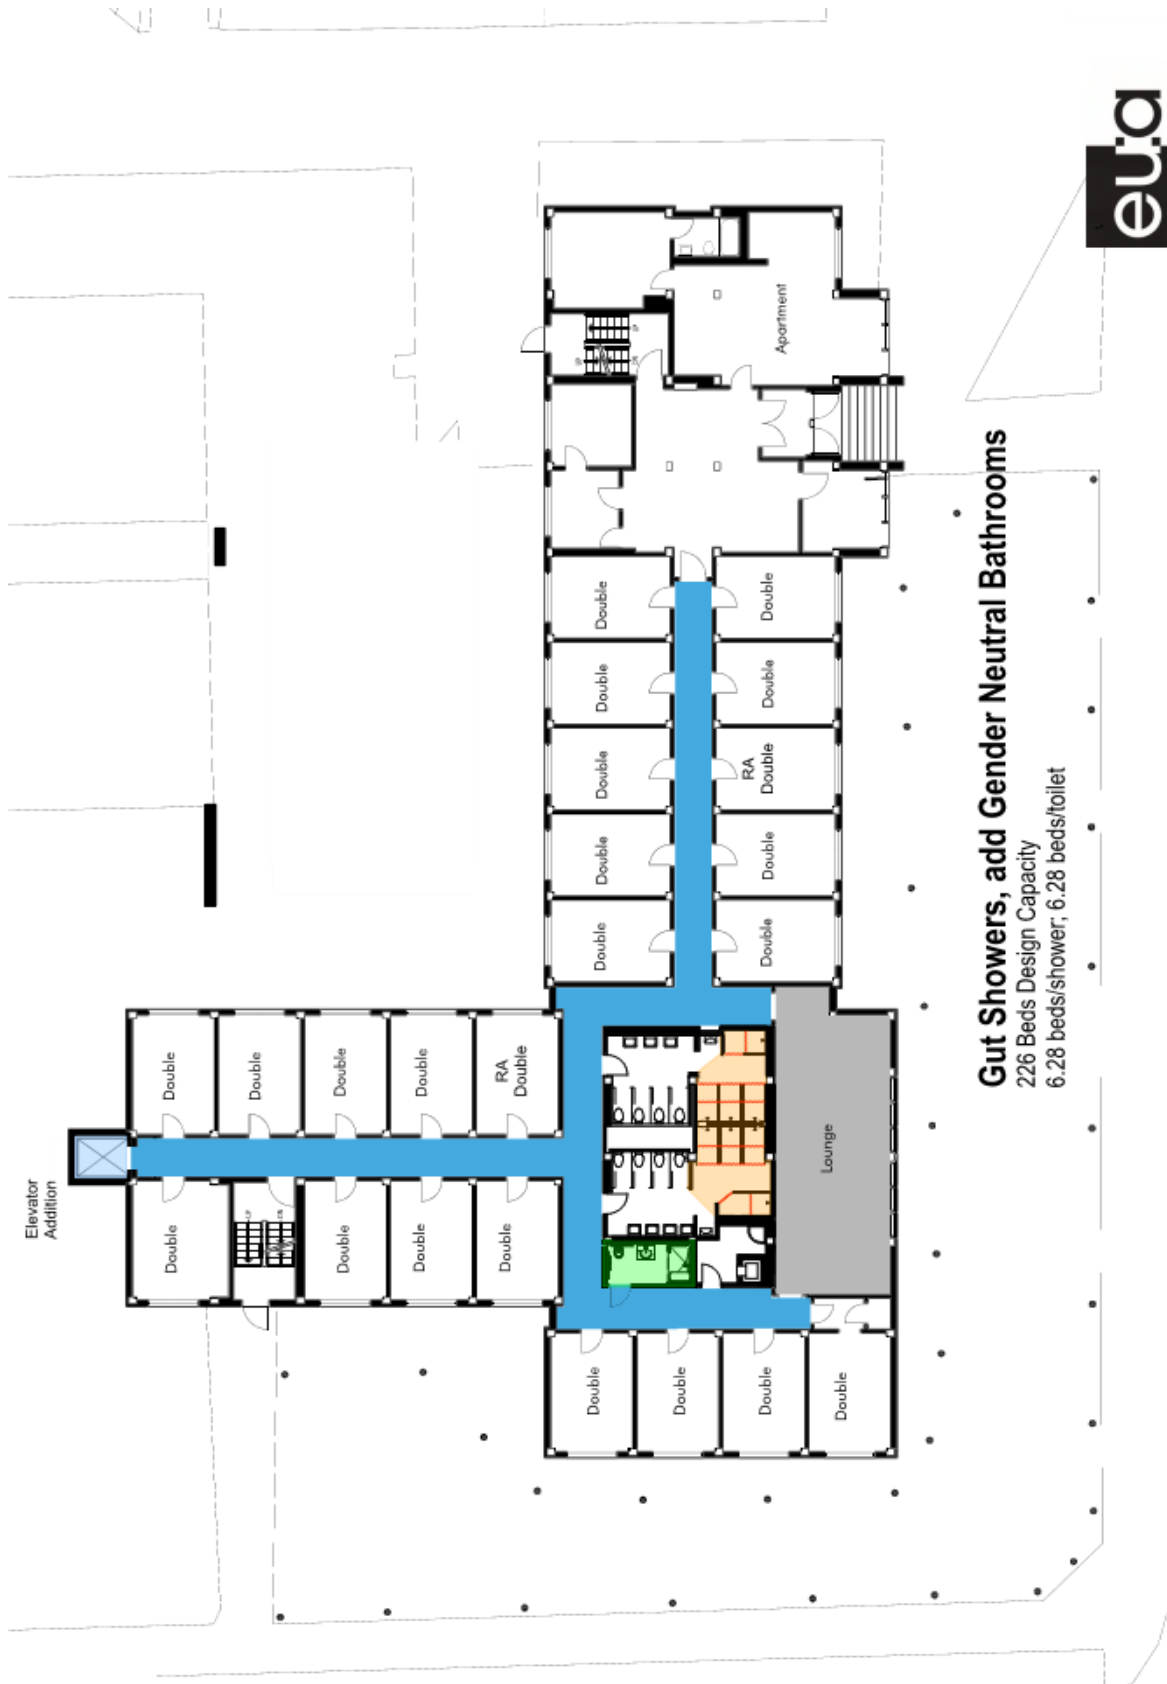 Elevator
Addition
Double
Double
Double
Double
Double
Double
Double
Double
RA
Double
Double
Double
Double
Double
Double
Double
Double
Double
Double
Double
RA
Double
Double
Double
Apartment
Lounge
Double
Gut Showers, add Gender Neutral Bathrooms
226 Beds Design Capacity
6.28 beds/shower; 6.28 beds/toilet
eua